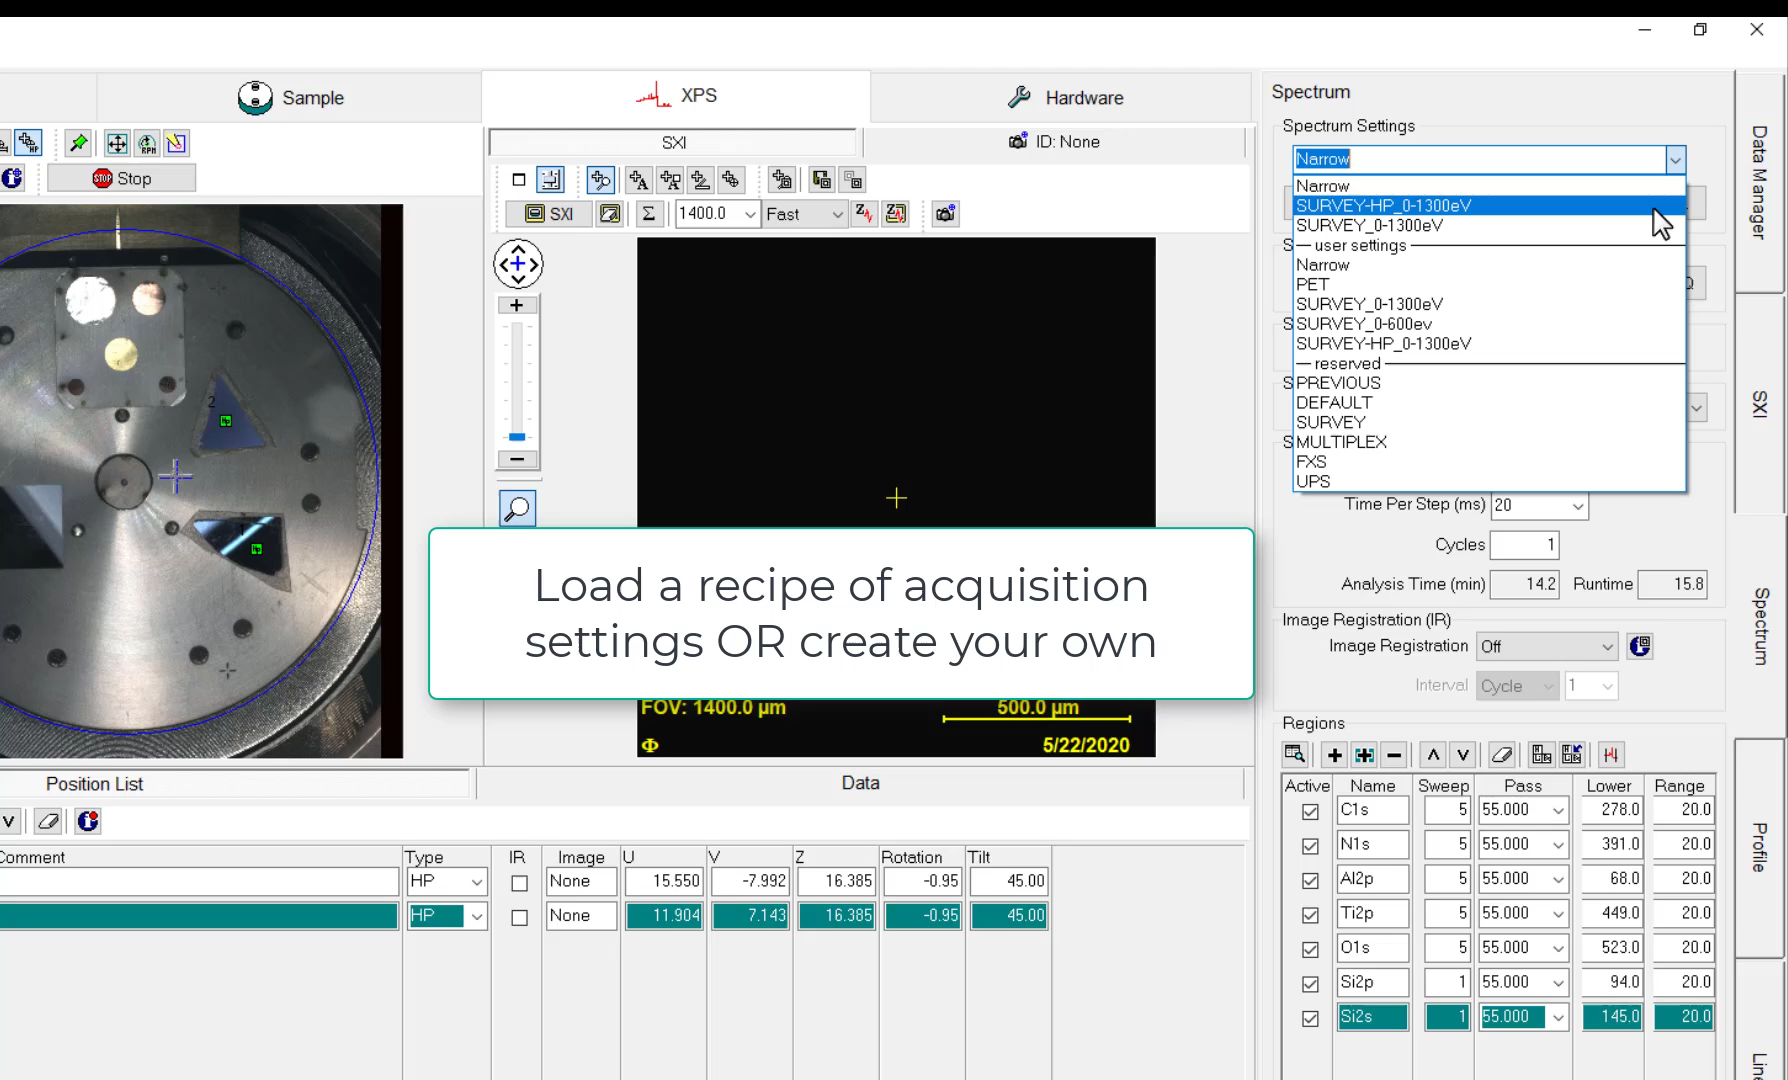 Sample
XPS
Hardware
Spectrum
Spectrum Settings
SXI
ID: None
Narrow
STOP Stop
Narrow
SURVEY-HP_0-1300eV
SURVEY_0-1300eV
user settings
Narrow
PET
SURVEY_0-1300eV
SURVEY_0-600ev
SURVEY-HP_0-1300eV
reserved
PREVIOUS
DEFAULT
SURVEY
MULTIPLEX
FXS
UPS
SXI
1400.0
Fast
2
1
Time Per Step (ms) 20
Cycles 1
Analysis Time (min) 14.2 Runtime 15.8
Image Registration (IR)
Image Registration Off
Interval Cycle 1
Load a recipe of acquisition
settings OR create your own
FOV: 1400.0 µm
500.0 µm
Φ
5/22/2020
Regions
Active Name Sweep Pass Lower Range
C1s 5 55.000 278.0 20.0
N1s 5 55.000 391.0 20.0
Al2p 5 55.000 68.0 20.0
Ti2p 5 55.000 449.0 20.0
O1s 5 55.000 523.0 20.0
Si2p 1 55.000 94.0 20.0
Si2s 1 55.000 145.0 20.0
Position List
Data
Comment Type IR Image U V Z Rotation Tilt
HP None 15.550 -7.992 16.385 -0.95 45.00
HP None 11.904 7.143 16.385 -0.95 45.00
Data Manager
SXI
Spectrum
Profile
Line